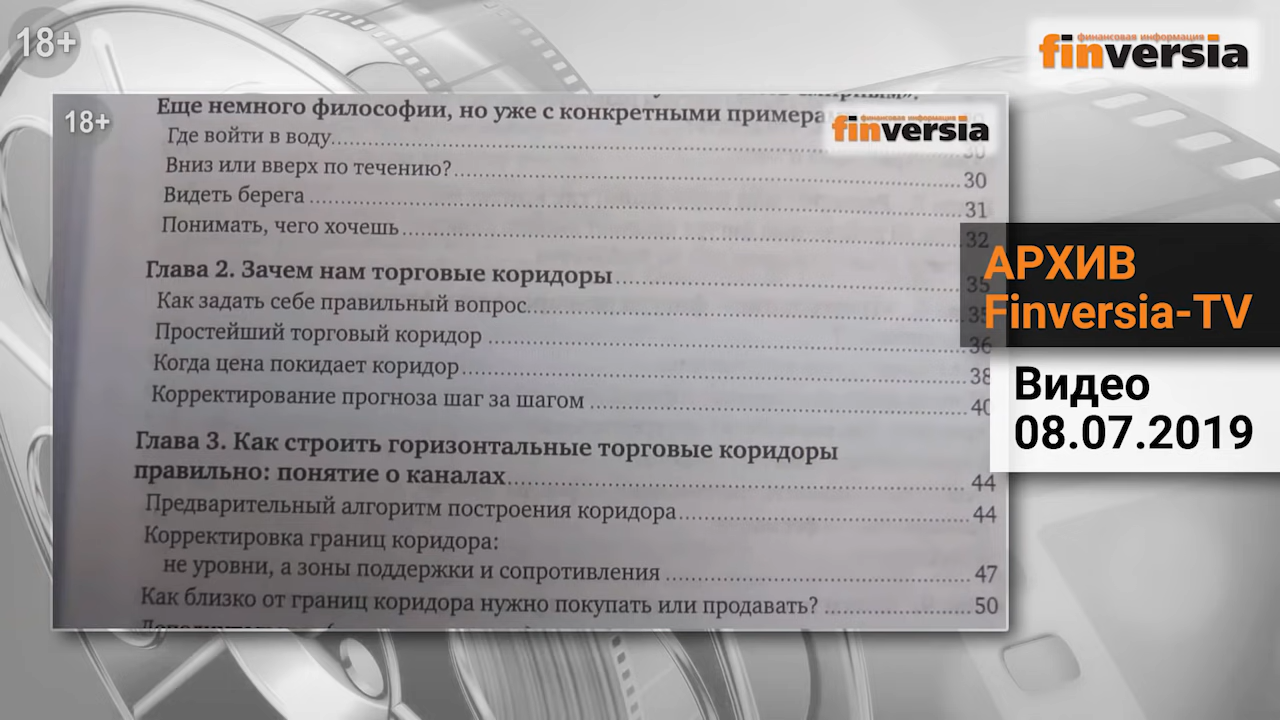 18+
финансовая информация
finversia
18+
финансовая информация
finversia
Еще немного философии, но уже с конкретными примерам
Где войти в воду
Вниз или вверх по течению? 30
Видеть берега 31
Понимать, чего хочешь 32
Глава 2. Зачем нам торговые коридоры 35
Как задать себе правильный вопрос 35
Простейший торговый коридор 36
Когда цена покидает коридор 38
Корректирование прогноза шаг за шагом 40
Глава 3. Как строить горизонтальные торговые коридоры
правильно: понятие о каналах 44
Предварительный алгоритм построения коридора 44
Корректировка границ коридора:
не уровни, а зоны поддержки и сопротивления 47
Как близко от границ коридора нужно покупать или продавать? 50
АРХИВ
Finversia-TV
Видео
08.07.2019